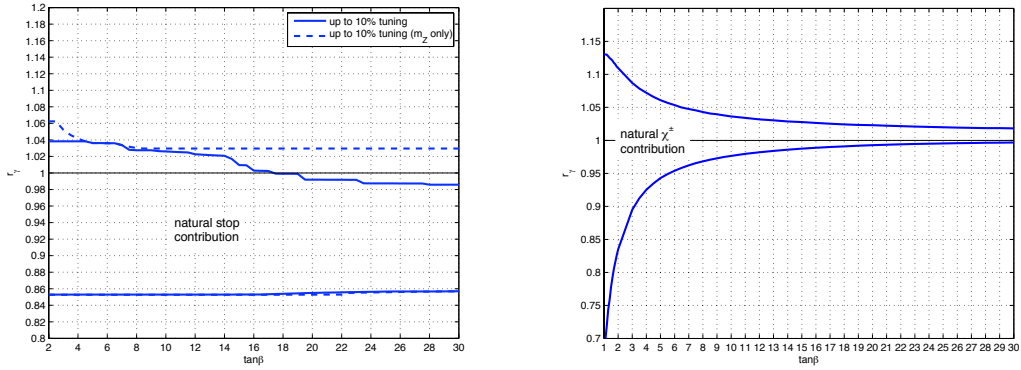 1.2
1.18
1.16
1.14
1.12
1.1
1.08
1.06
1.04
1.02
1
0.98
0.96
0.94
0.92
0.9
0.88
0.86
0.84
0.82
0.8
r_γ
up to 10% tuning
up to 10% tuning (m_Z only)
natural stop
contribution
2 4 6 8 10 12 14 16 18 20 22 24 26 28 30
tanβ
1.15
1.1
1.05
1
0.95
0.9
0.85
0.8
0.75
0.7
r_γ
natural χ^±
contribution
1 2 3 4 5 6 7 8 9 10 11 12 13 14 15 16 17 18 19 20 21 22 23 24 25 26 27 28 29 30
tanβ